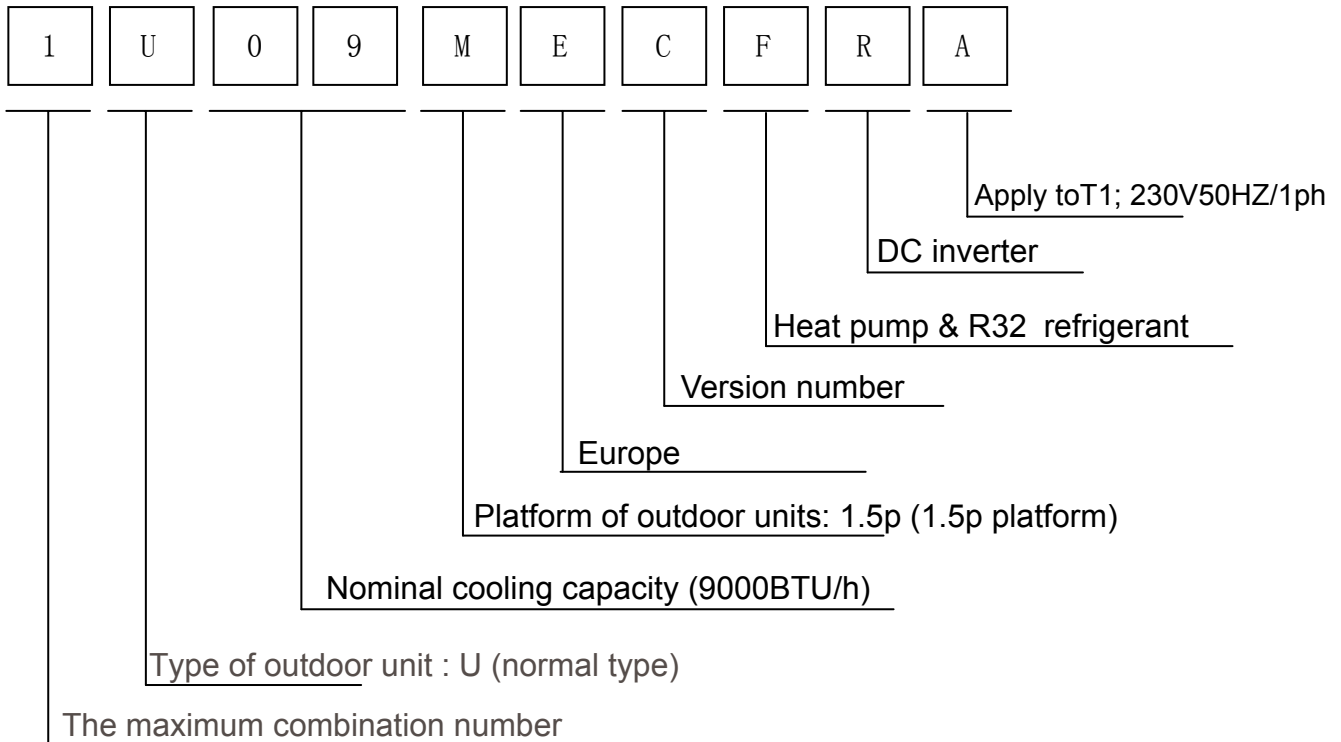 1 U 0 9 M E C F R A
Apply toT1; 230V50HZ/1ph
DC inverter
Heat pump & R32 refrigerant
Version number
Europe
Platform of outdoor units: 1.5p (1.5p platform)
Nominal cooling capacity (9000BTU/h)
Type of outdoor unit : U (normal type)
The maximum combination number